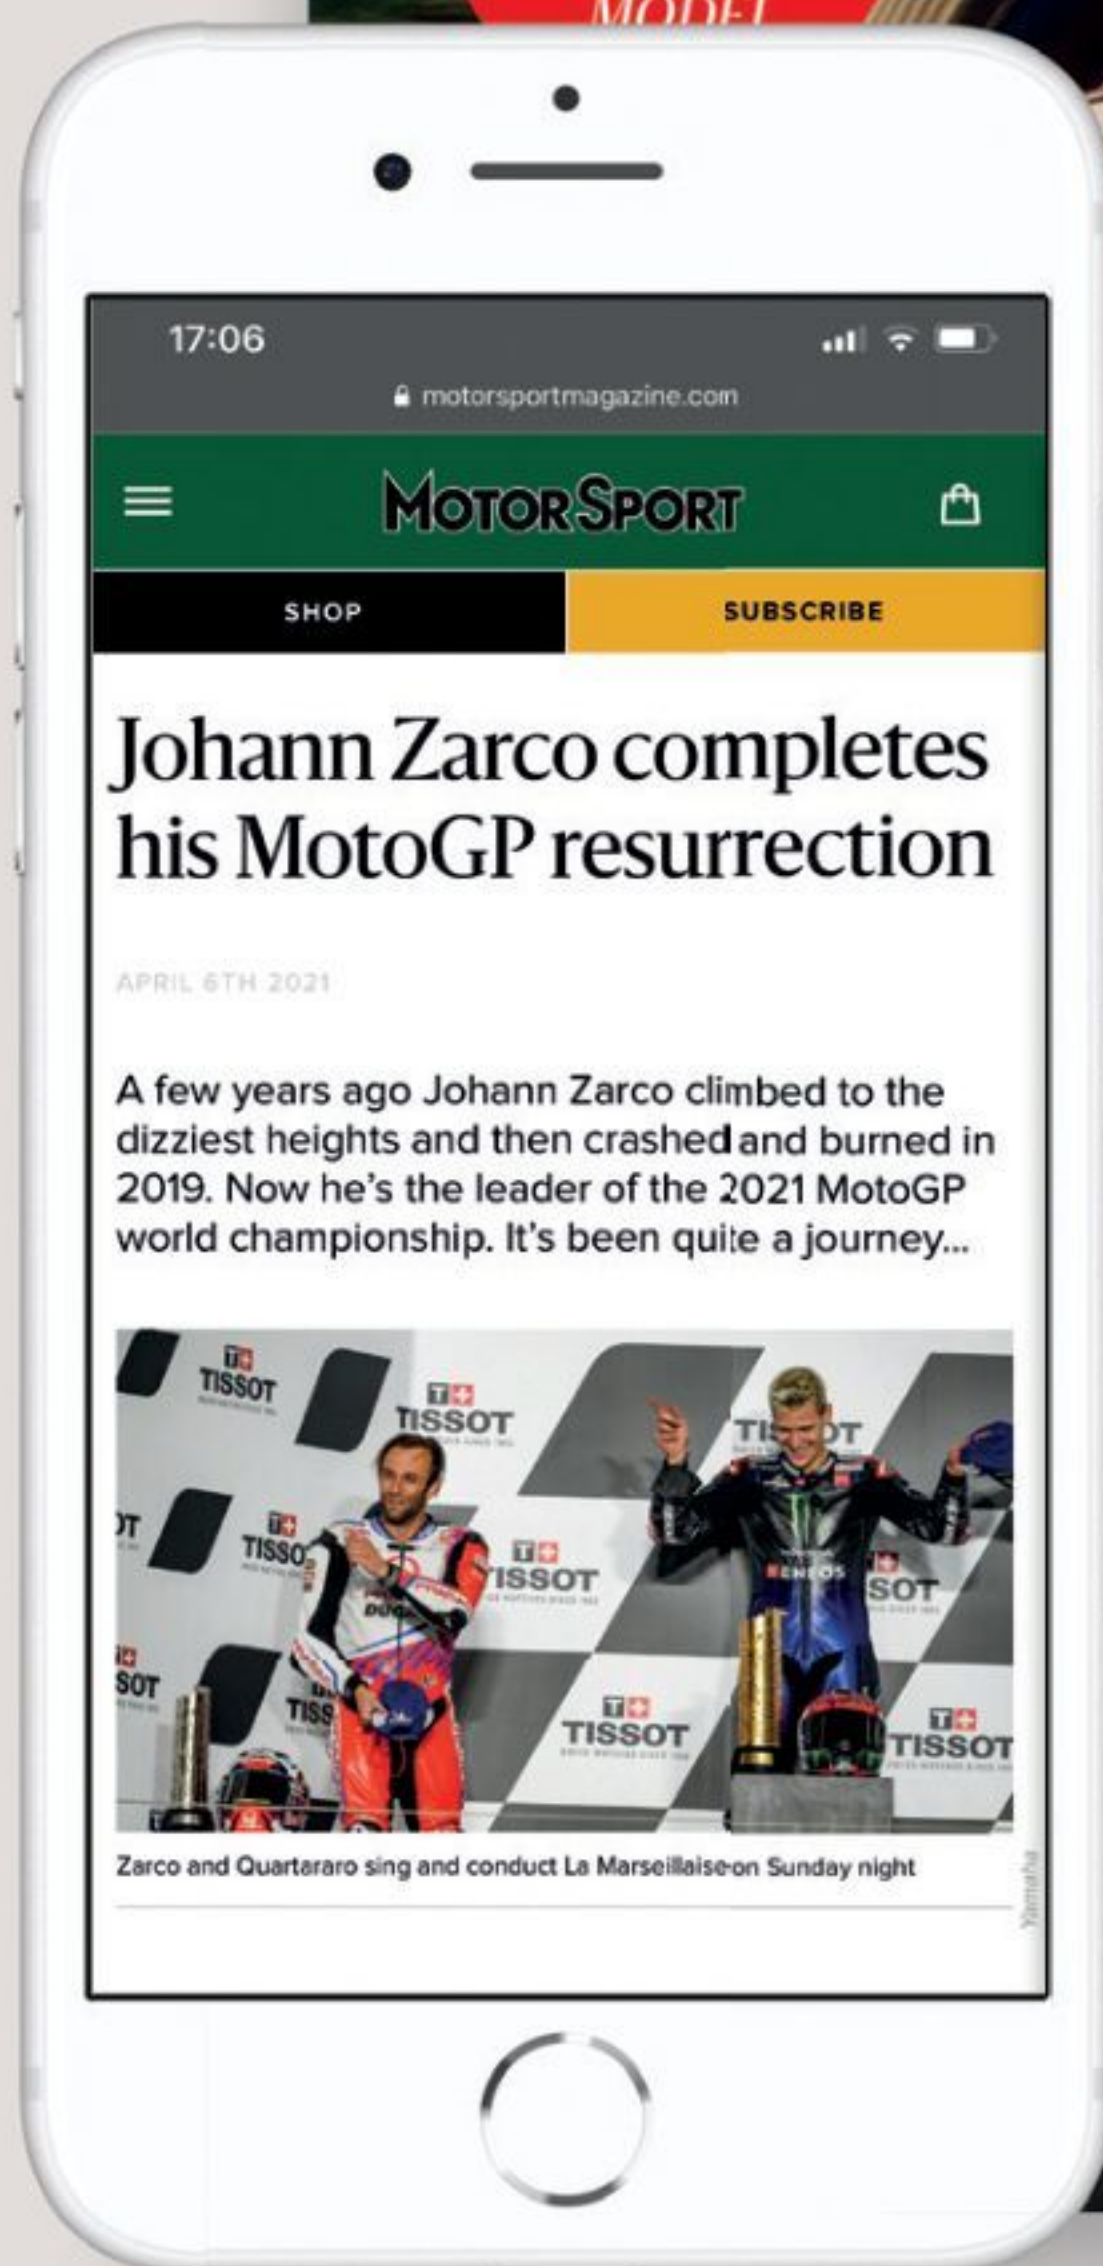 MODEL
17:06
motorsportmagazine.com
MOTOR SPORT
SHOP
SUBSCRIBE
Johann Zarco completes
his MotoGP resurrection
APRIL 6TH 2021
A few years ago Johann Zarco climbed to the
dizziest heights and then crashed and burned in
2019. Now he's the leader of the 2021 MotoGP
world championship. It's been quite a journey...
TISSOT
TISSOT
TISSOT
ENEOS
TISSOT
TISSOT
Zarco and Quartararo sing and conduct La Marseillaise on Sunday night
Yamaha